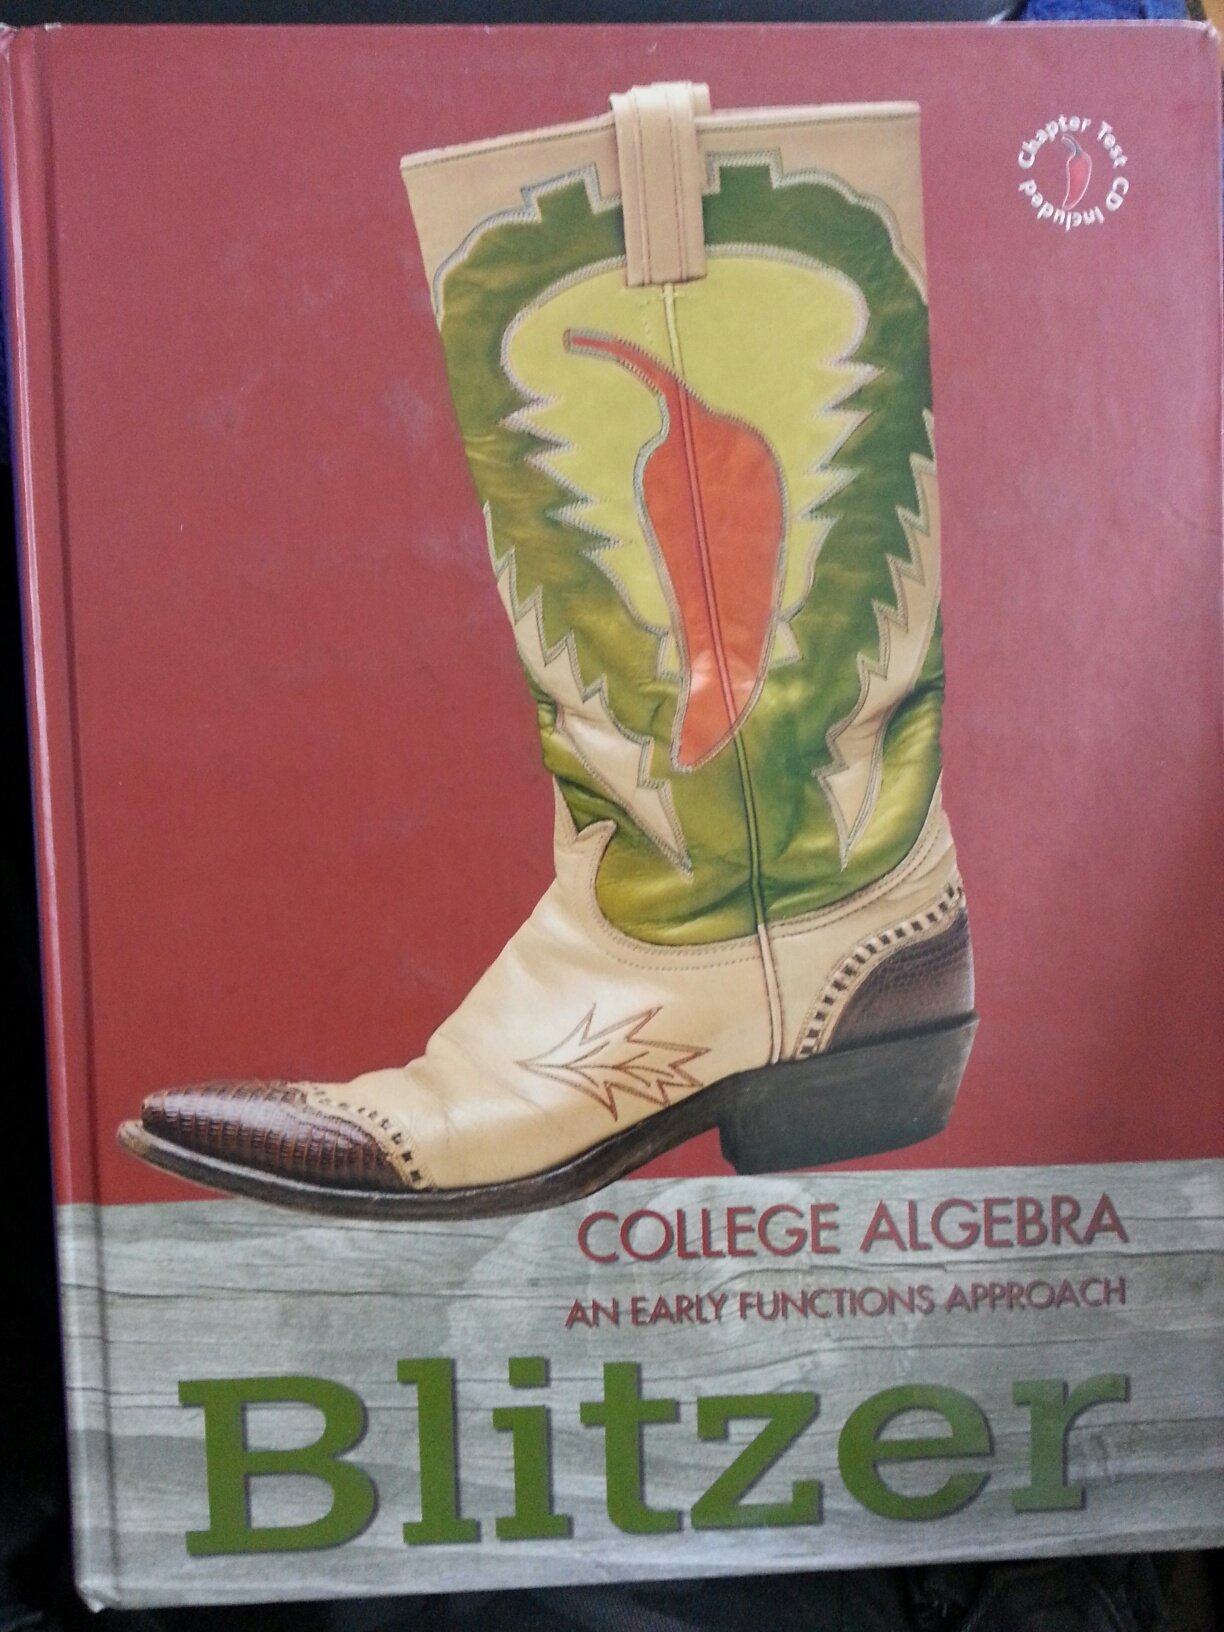 Chapter Test CD Included
COLLEGE ALGEBRA
AN EARLY FUNCTIONS APPROACH
Blitzer